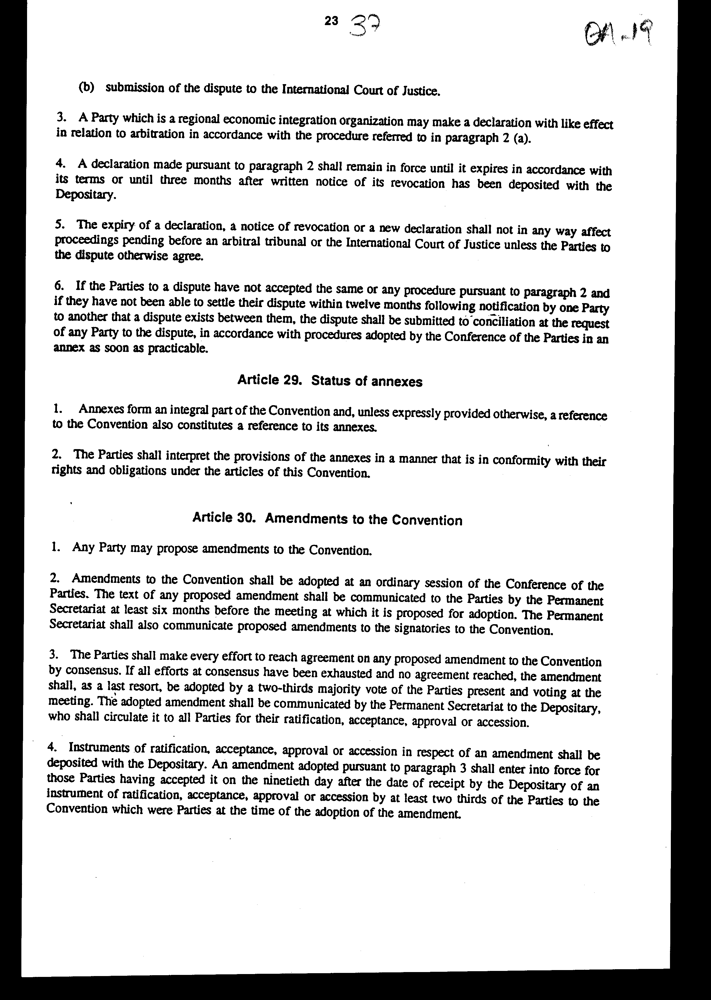 23 37
-19
(b) submission of the dispute to the International Court of Justice.
3. A Party which is a regional economic integration organization may make a declaration with like effect
in relation to arbitration in accordance with the procedure referred to in paragraph 2 (a).
4. A declaration made pursuant to paragraph 2 shall remain in force until it expires in accordance with
its terms or until three months after written notice of its revocation has been deposited with the
Depositary.
5. The expiry of a declaration, a notice of revocation or a new declaration shall not in any way affect
proceedings pending before an arbitral tribunal or the International Court of Justice unless the Parties to
the dispute otherwise agree.
6. If the Parties to a dispute have not accepted the same or any procedure pursuant to paragraph 2 and
if they have not been able to settle their dispute within twelve months following notification by one Party
to another that a dispute exists between them, the dispute shall be submitted to conciliation at the request
of any Party to the dispute, in accordance with procedures adopted by the Conference of the Parties in an
annex as soon as practicable.
Article 29. Status of annexes
1. Annexes form an integral part of the Convention and, unless expressly provided otherwise, a reference
to the Convention also constitutes a reference to its annexes.
2. The Parties shall interpret the provisions of the annexes in a manner that is in conformity with their
rights and obligations under the articles of this Convention.
Article 30. Amendments to the Convention
1. Any Party may propose amendments to the Convention.
2. Amendments to the Convention shall be adopted at an ordinary session of the Conference of the
Parties. The text of any proposed amendment shall be communicated to the Parties by the Permanent
Secretariat at least six months before the meeting at which it is proposed for adoption. The Permanent
Secretariat shall also communicate proposed amendments to the signatories to the Convention.
3. The Parties shall make every effort to reach agreement on any proposed amendment to the Convention
by consensus. If all efforts at consensus have been exhausted and no agreement reached, the amendment
shall, as a last resort, be adopted by a two-thirds majority vote of the Parties present and voting at the
meeting. The adopted amendment shall be communicated by the Permanent Secretariat to the Depositary,
who shall circulate it to all Parties for their ratification, acceptance, approval or accession.
4. Instruments of ratification, acceptance, approval or accession in respect of an amendment shall be
deposited with the Depositary. An amendment adopted pursuant to paragraph 3 shall enter into force for
those Parties having accepted it on the ninetieth day after the date of receipt by the Depositary of an
instrument of ratification, acceptance, approval or accession by at least two thirds of the Parties to the
Convention which were Parties at the time of the adoption of the amendment.